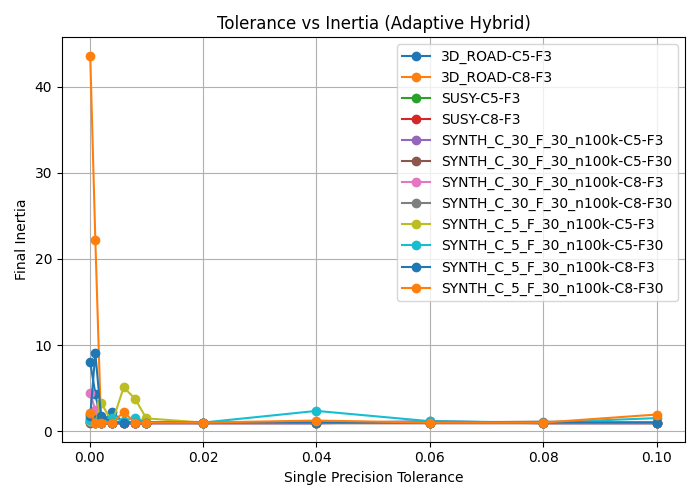 Tolerance vs Inertia (Adaptive Hybrid)
Final Inertia
40
30
20
10
0
3D_ROAD-C5-F3
3D_ROAD-C8-F3
SUSY-C5-F3
SUSY-C8-F3
SYNTH_C_30_F_30_n100k-C5-F3
SYNTH_C_30_F_30_n100k-C5-F30
SYNTH_C_30_F_30_n100k-C8-F3
SYNTH_C_30_F_30_n100k-C8-F30
SYNTH_C_5_F_30_n100k-C5-F3
SYNTH_C_5_F_30_n100k-C5-F30
SYNTH_C_5_F_30_n100k-C8-F3
SYNTH_C_5_F_30_n100k-C8-F30
0.00 0.02 0.04 0.06 0.08 0.10
Single Precision Tolerance